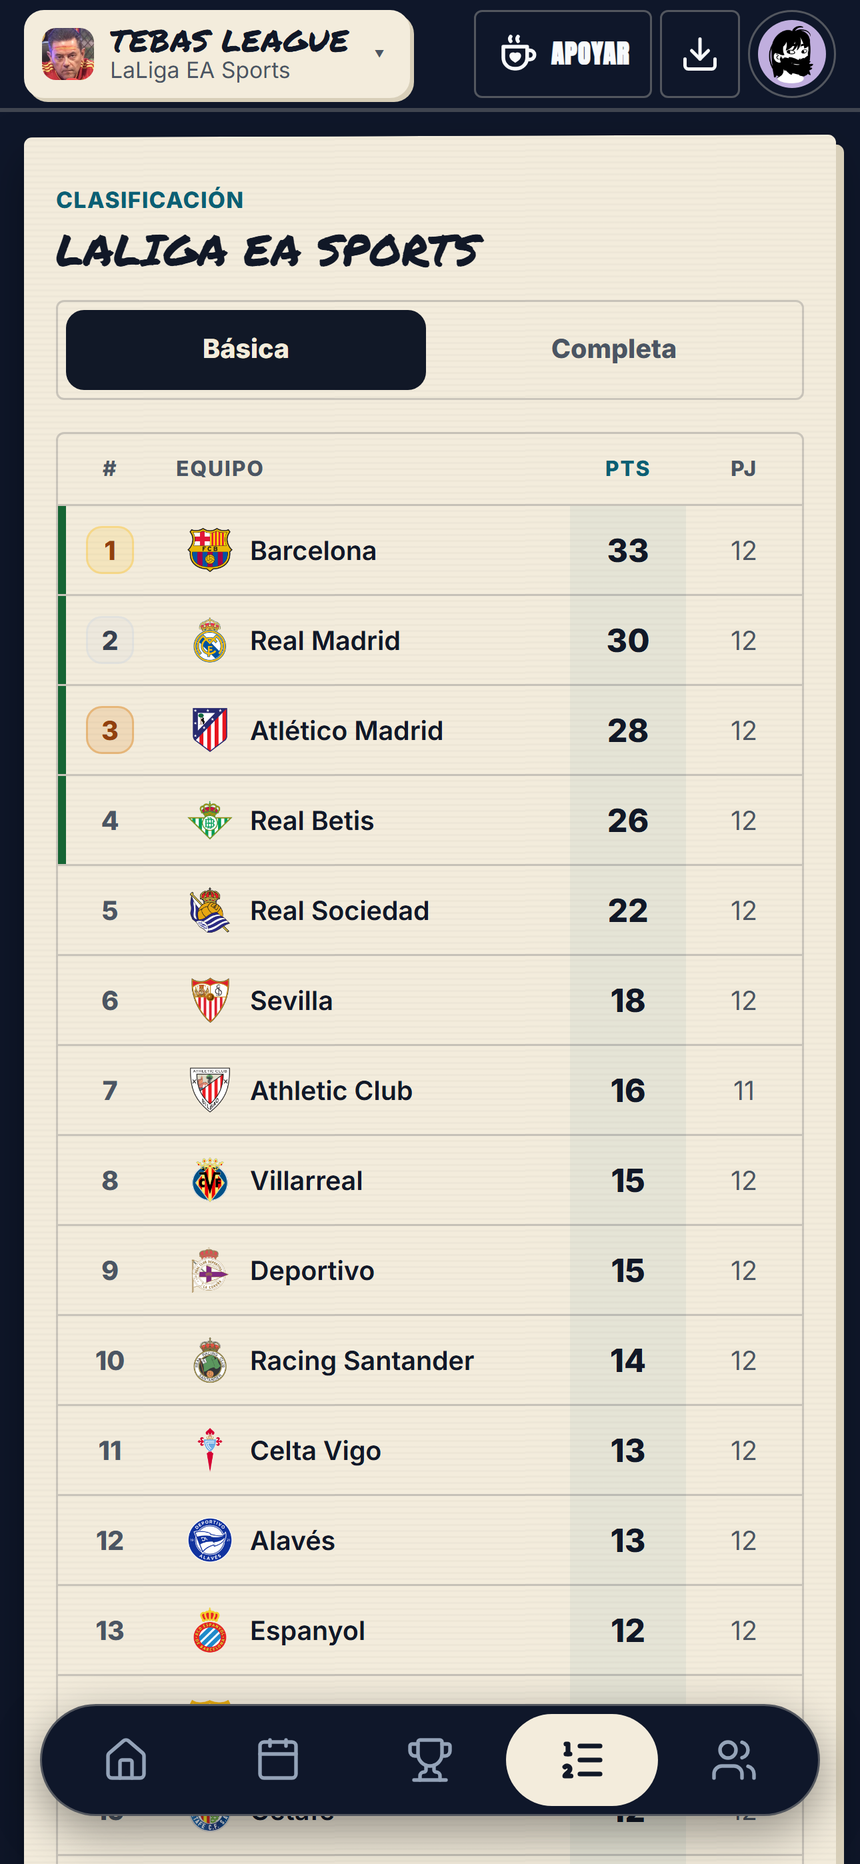 TEBAS LEAGUE
LaLiga EA Sports
APOYAR
CLASIFICACIÓN
LALIGA EA SPORTS
Básica Completa
# EQUIPO PTS PJ
1 Barcelona 33 12
2 Real Madrid 30 12
3 Atlético Madrid 28 12
4 Real Betis 26 12
5 Real Sociedad 22 12
6 Sevilla 18 12
7 Athletic Club 16 11
8 Villarreal 15 12
9 Deportivo 15 12
10 Racing Santander 14 12
11 Celta Vigo 13 12
12 Alavés 13 12
13 Espanyol 12 12